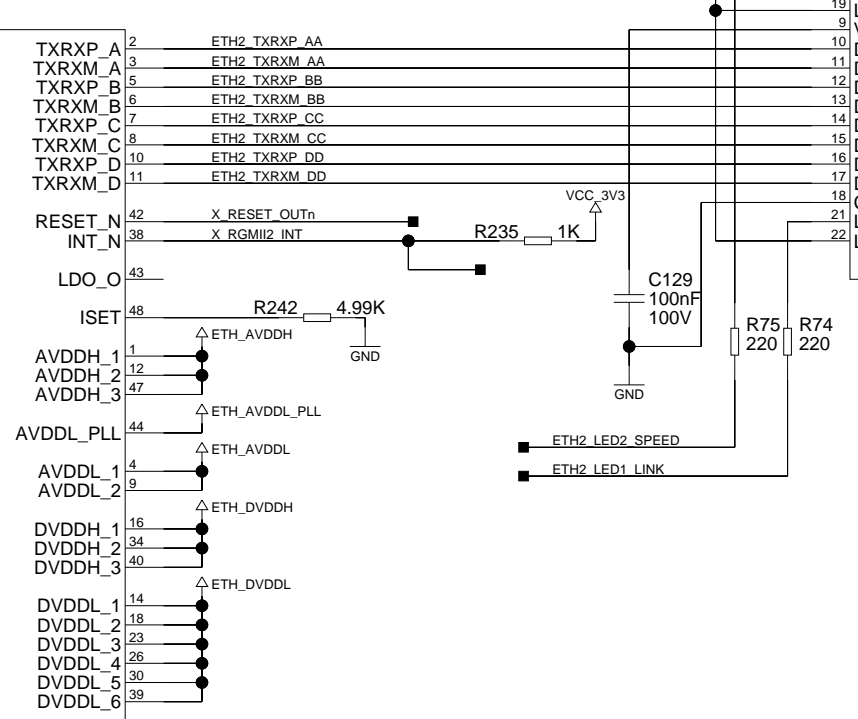 19 L
9 V
TXRXP_A 2 ETH2_TXRXP_AA 10 D
TXRXM_A 3 ETH2_TXRXM_AA 11 D
TXRXP_B 5 ETH2_TXRXP_BB 12 D
TXRXM_B 6 ETH2_TXRXM_BB 13 D
TXRXP_C 7 ETH2_TXRXP_CC 14 D
TXRXM_C 8 ETH2_TXRXM_CC 15 D
TXRXP_D 10 ETH2_TXRXP_DD 16 D
TXRXM_D 11 ETH2_TXRXM_DD 17 D
VCC_3V3 18
RESET_N 42 X_RESET_OUTn 21 L
INT_N 38 X_RGMII2_INT R235 1K 22 L
LDO_O 43
C129
100nF
100V
ISET 48 R242 4.99K
GND
R75 R74
220 220
ETH_AVDDH
AVDDH_1 1
AVDDH_2 12
AVDDH_3 47
GND
ETH_AVDDL_PLL
AVDDL_PLL 44
ETH2_LED2_SPEED
ETH_AVDDL
AVDDL_1 4
ETH2_LED1_LINK
AVDDL_2 9
ETH_DVDDH
DVDDH_1 16
DVDDH_2 34
DVDDH_3 40
ETH_DVDDL
DVDDL_1 14
DVDDL_2 18
DVDDL_3 23
DVDDL_4 26
DVDDL_5 30
DVDDL_6 39